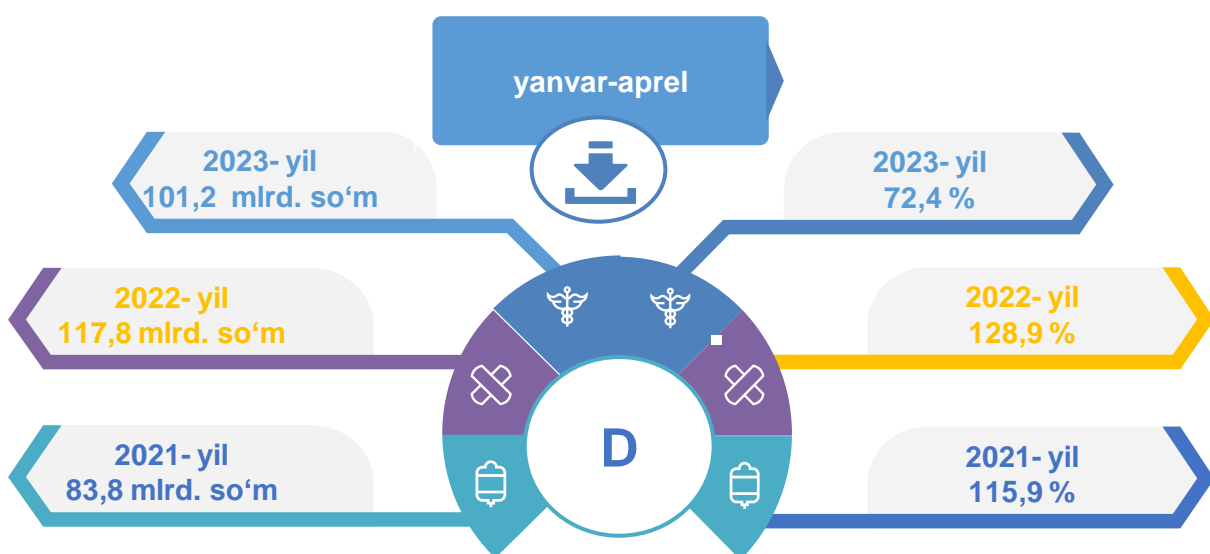 yanvar-aprel
2023- yil
101,2 mlrd. so‘m
2023- yil
72,4 %
2022- yil
117,8 mlrd. so‘m
2022- yil
128,9 %
D
2021- yil
83,8 mlrd. so‘m
2021- yil
115,9 %